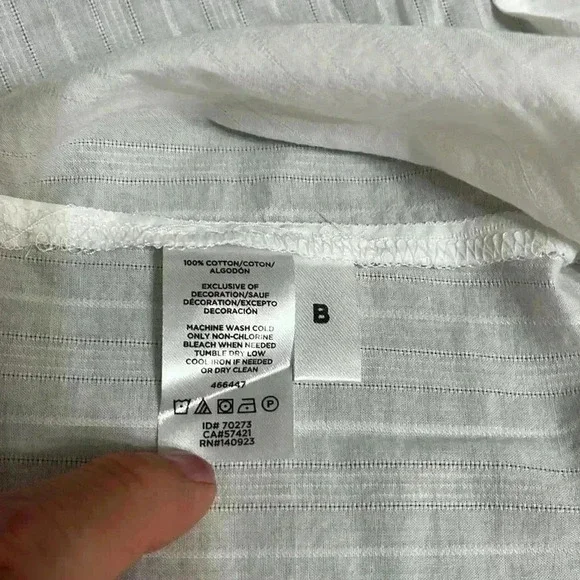 100% COTTON/COTON/
ALGODÓN
EXCLUSIVE OF
DECORATION/SAUF
DÉCORATION/EXCEPTO
DECORACIÓN
MACHINE WASH COLD
ONLY NON-CHLORINE
BLEACH WHEN NEEDED
TUMBLE DRY LOW
COOL IRON IF NEEDED
OR DRY CLEAN
466447
P
ID# 70273
CA#57421
RN#140923
B